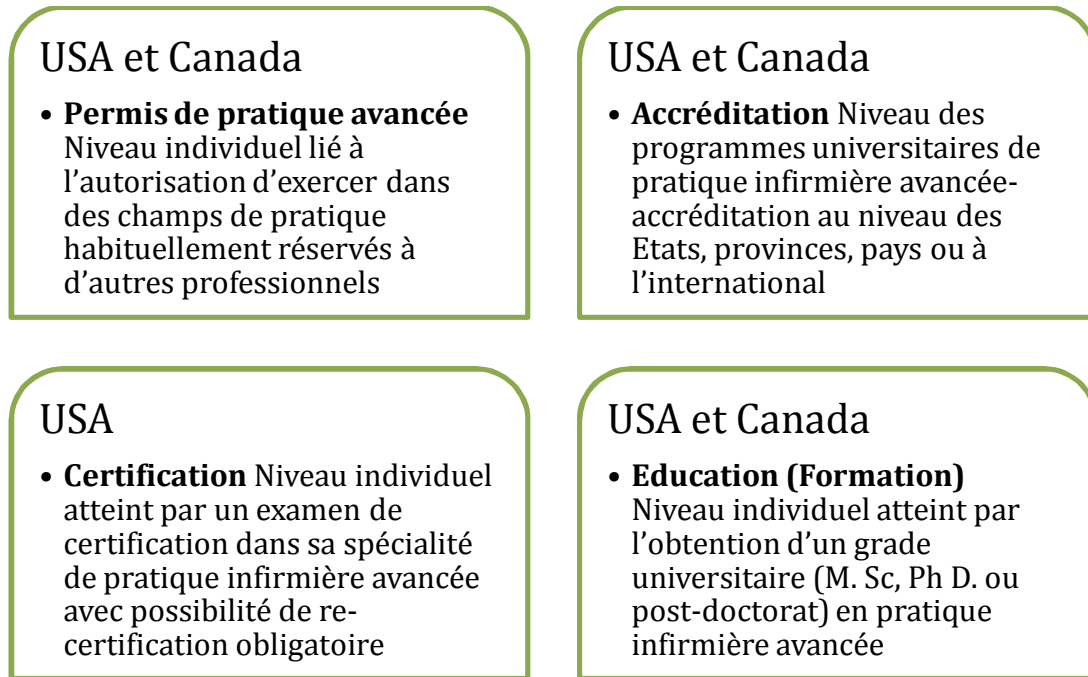 USA et Canada
• Permis de pratique avancée
Niveau individuel lié à
l’autorisation d’exercer dans
des champs de pratique
habituellement réservés à
d’autres professionnels
USA et Canada
• Accréditation Niveau des
programmes universitaires de
pratique infirmière avancée-
accréditation au niveau des
Etats, provinces, pays ou à
l’international
USA
• Certification Niveau individuel
atteint par un examen de
certification dans sa spécialité
de pratique infirmière avancée
avec possibilité de re-
certification obligatoire
USA et Canada
• Education (Formation)
Niveau individuel atteint par
l’obtention d’un grade
universitaire (M. Sc, Ph D. ou
post-doctorat) en pratique
infirmière avancée